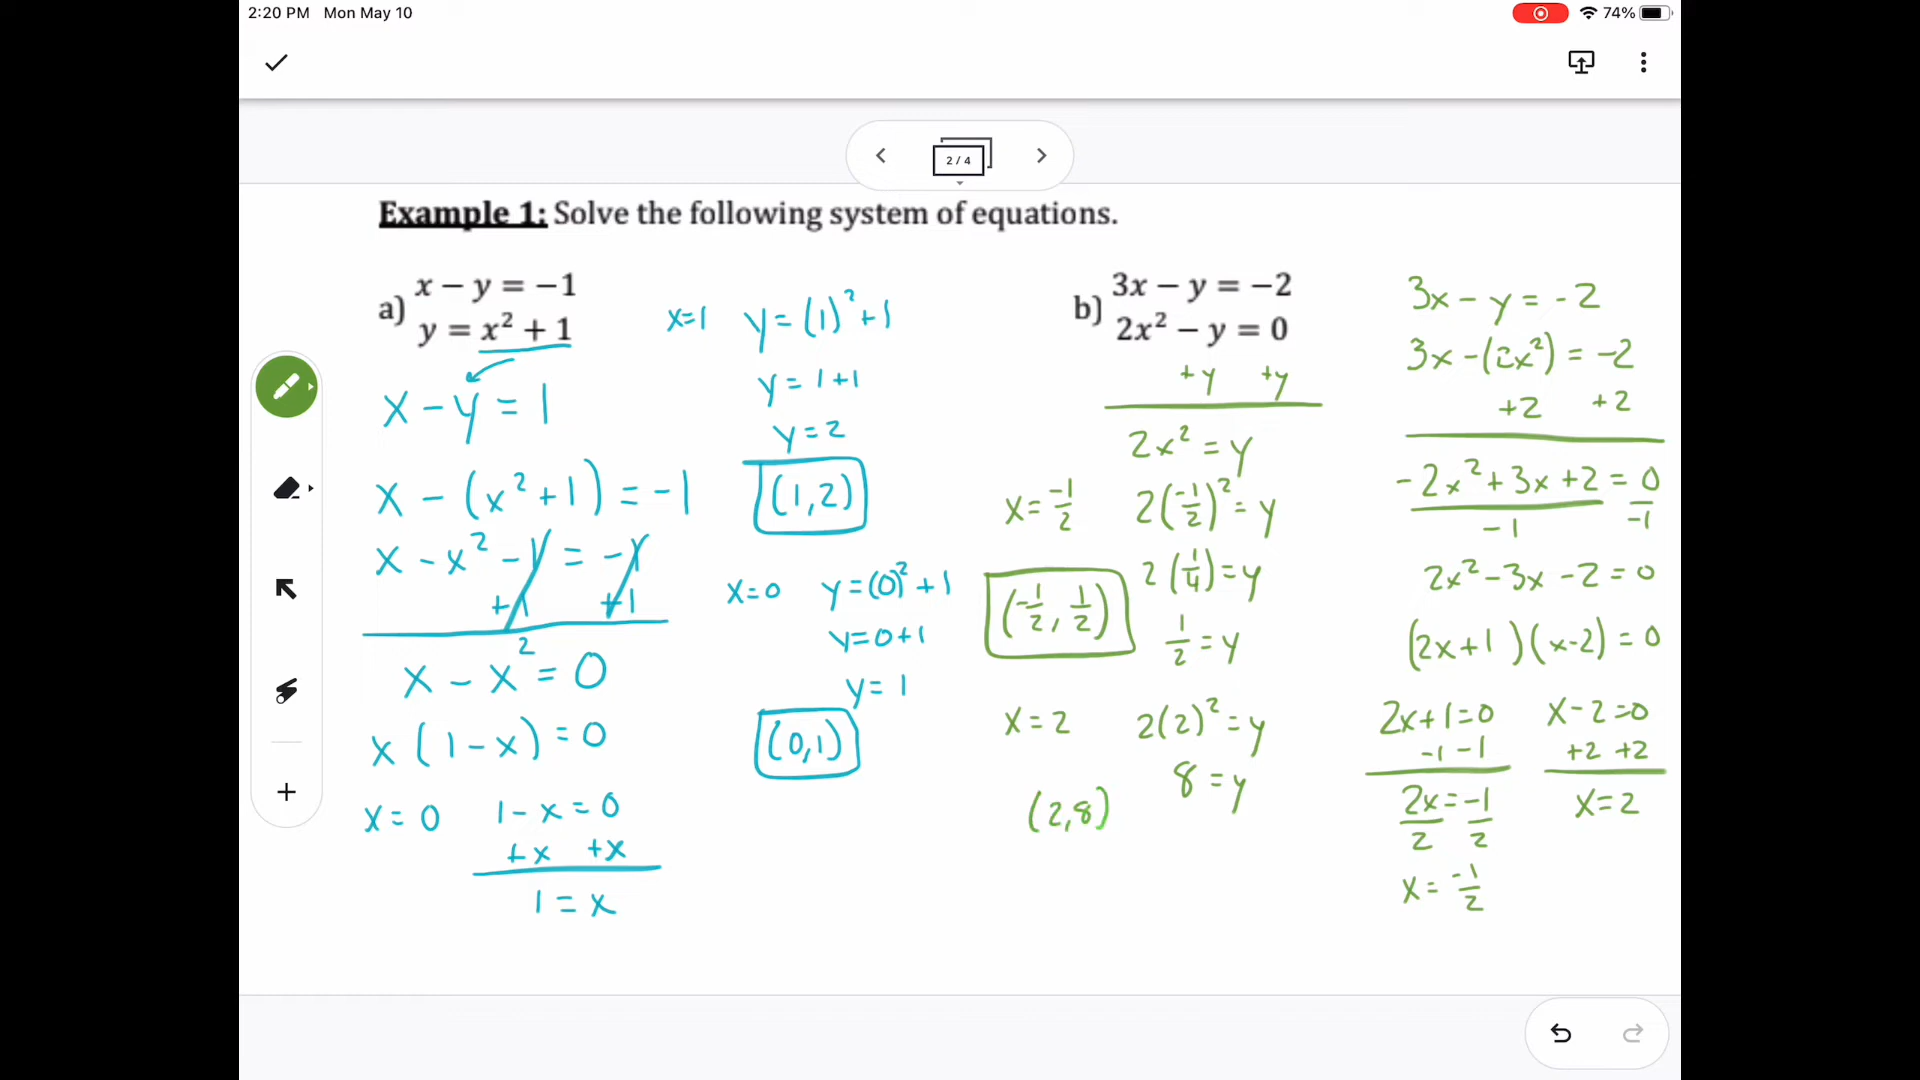 2:20 PM Mon May 10
74%
2 / 4
Example 1: Solve the following system of equations.
a)
x − y = −1
y = x² + 1
x - y = 1
x - (x² + 1) = -1
x - x² - 1 = -1
+1 +1
x - x² = 0
2
x (1 - x) = 0
x = 0
1 - x = 0
+x +x
1 = x
x=1 y = (1)² + 1
y = 1 + 1
y = 2
(1,2)
x=0 y = (0)² + 1
y = 0 + 1
y = 1
(0,1)
b)
3x − y = −2
2x² − y = 0
+y +y
2x² = y
x = -1/2 2(-1/2)² = y
2(1/4) = y
1/2 = y
(-1/2, 1/2)
x = 2 2(2)² = y
8 = y
(2,8)
3x - y = -2
3x - (2x²) = -2
+2 +2
-2x² + 3x + 2 = 0
-1 -1
2x² - 3x - 2 = 0
(2x+1)(x-2) = 0
2x+1=0
-1 -1
2x = -1
2 2
x = -1/2
x-2=0
+2 +2
x=2